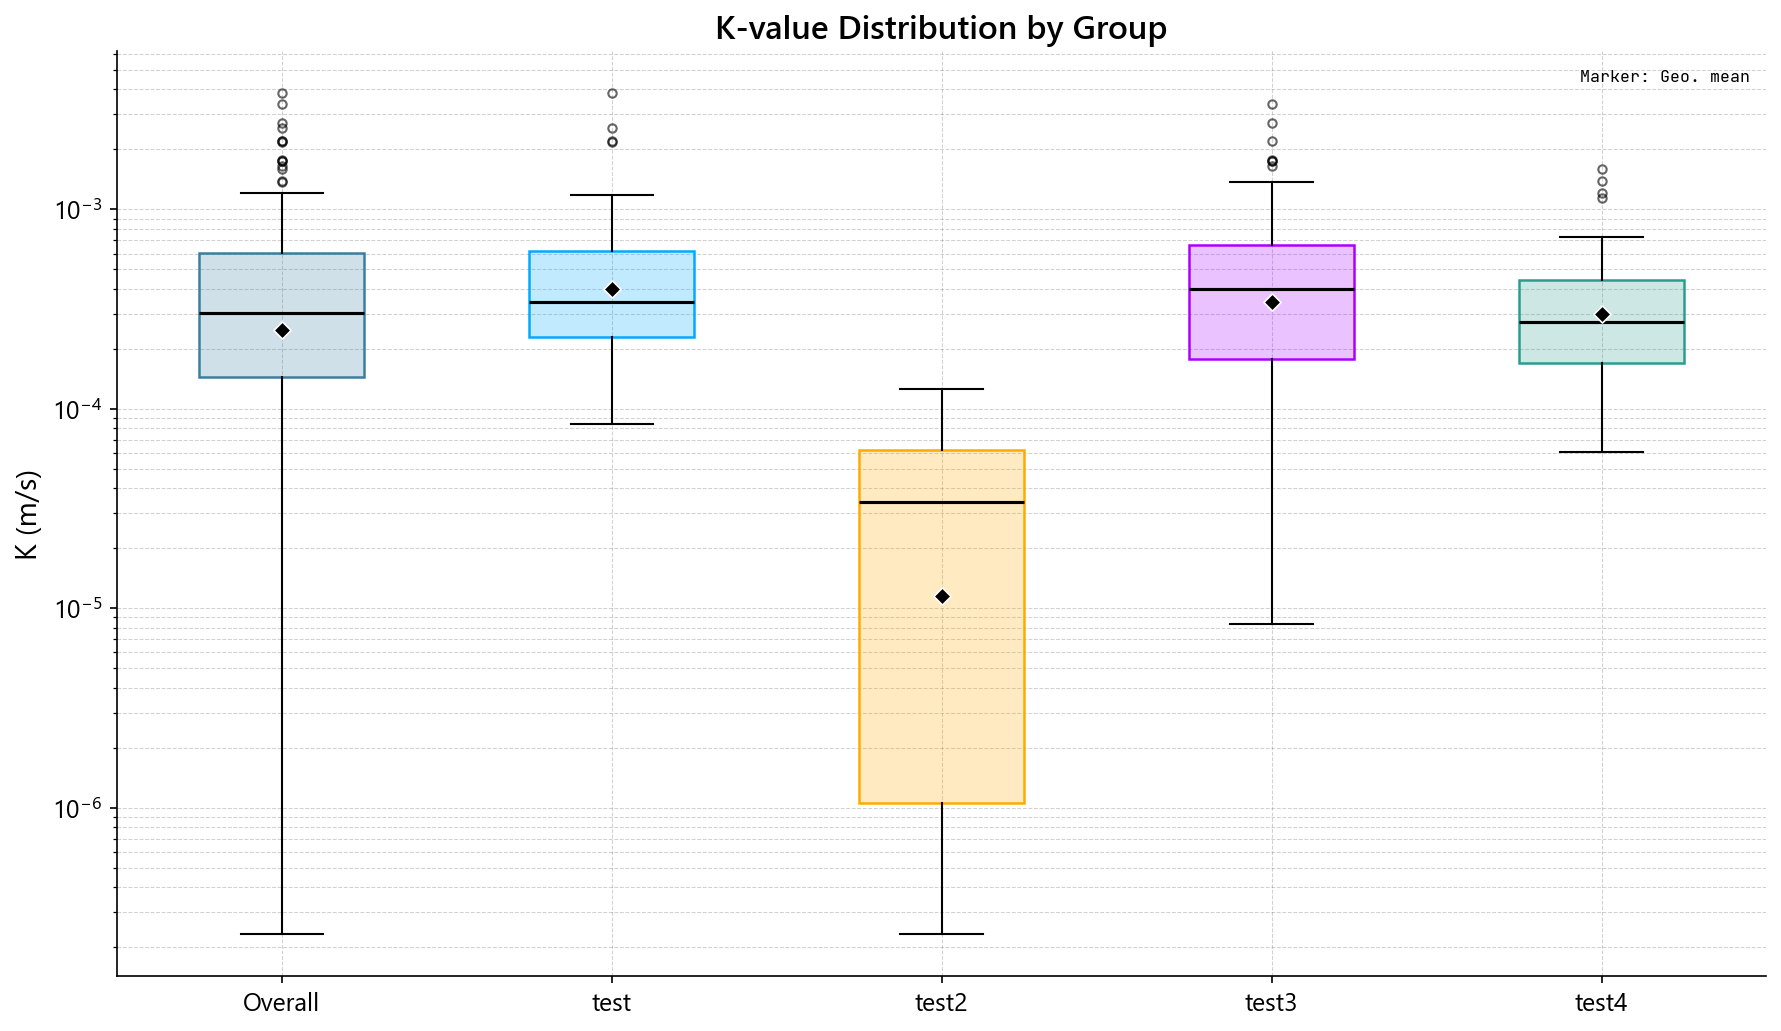 K-value Distribution by Group
Marker: Geo. mean
K (m/s)
10⁻³
10⁻⁴
10⁻⁵
10⁻⁶
Overall
test
test2
test3
test4